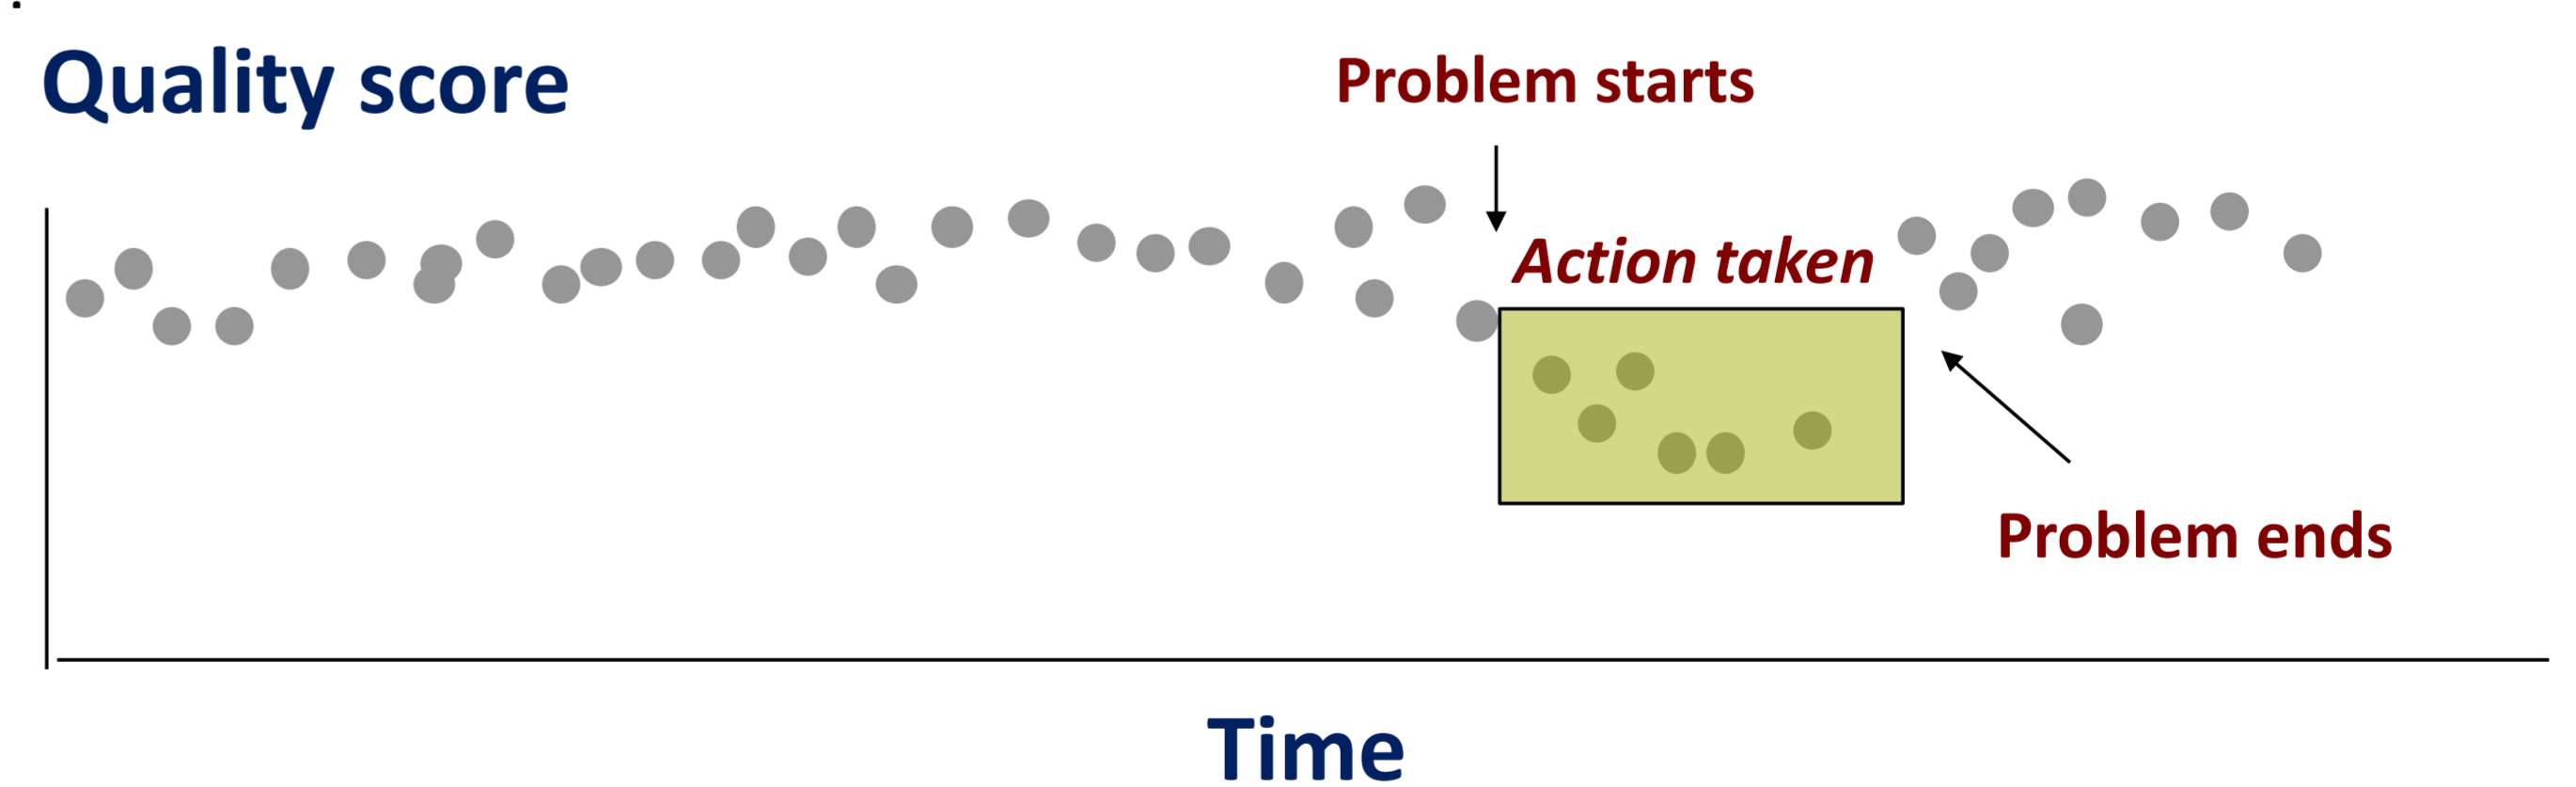 Quality score
Problem starts
Action taken
Problem ends
Time